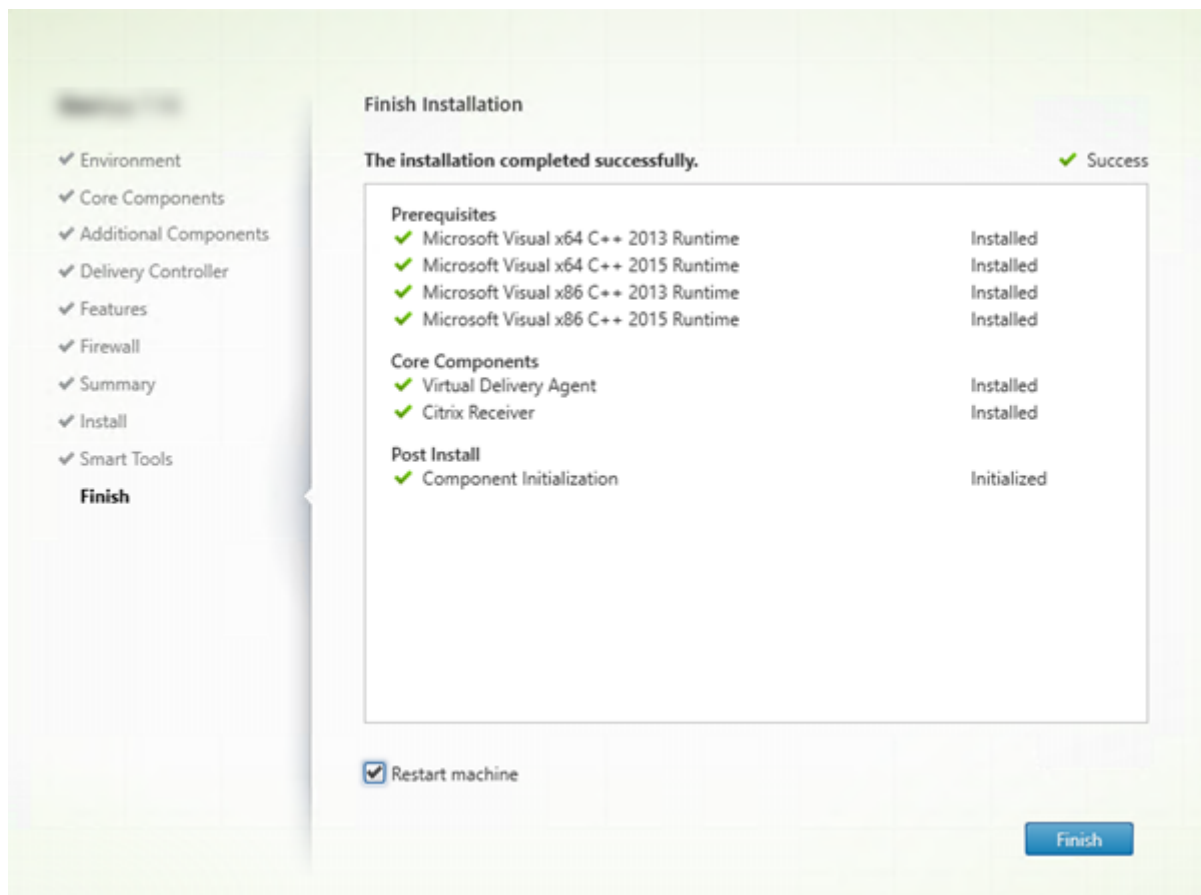 Environment
Core Components
Additional Components
Delivery Controller
Features
Firewall
Summary
Install
Smart Tools
Finish
Finish Installation
The installation completed successfully. Success
Prerequisites
Microsoft Visual x64 C++ 2013 Runtime Installed
Microsoft Visual x64 C++ 2015 Runtime Installed
Microsoft Visual x86 C++ 2013 Runtime Installed
Microsoft Visual x86 C++ 2015 Runtime Installed
Core Components
Virtual Delivery Agent Installed
Citrix Receiver Installed
Post Install
Component Initialization Initialized
Restart machine
Finish